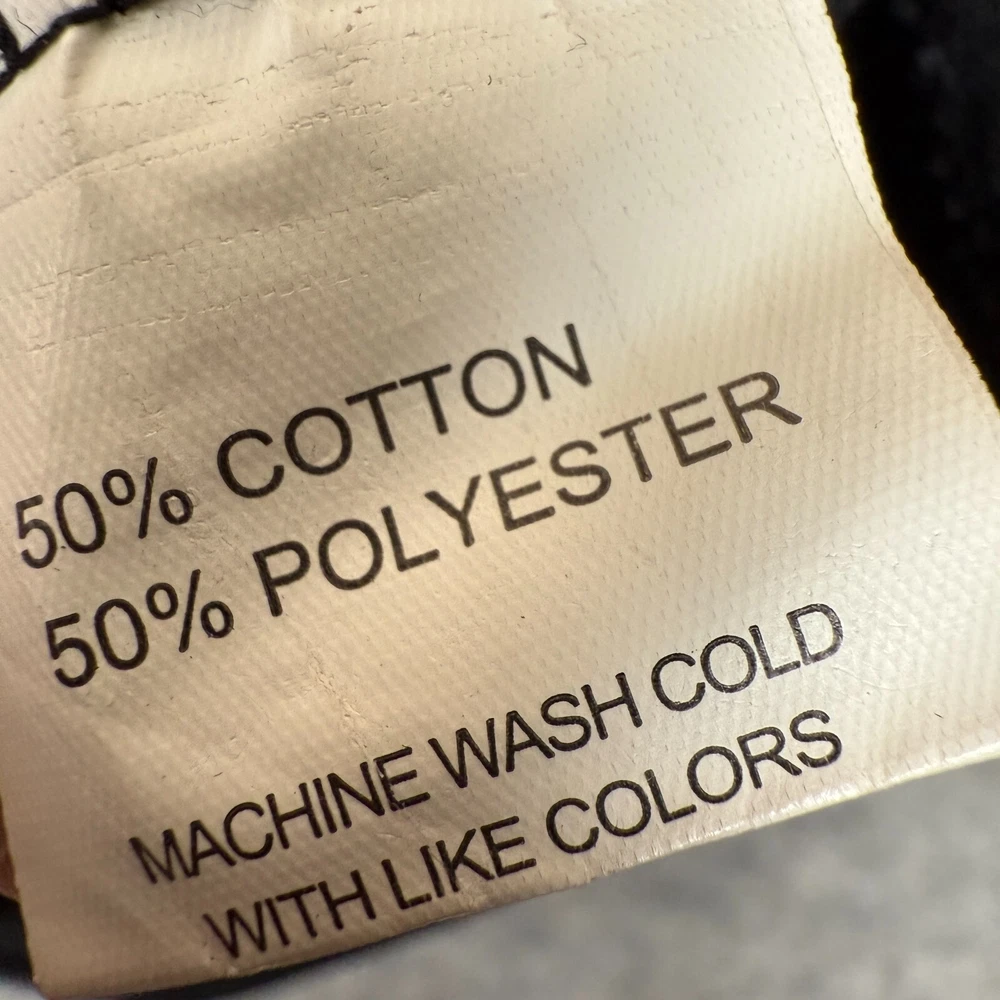 50% COTTON
50% POLYESTER
MACHINE WASH COLD
WITH LIKE COLORS